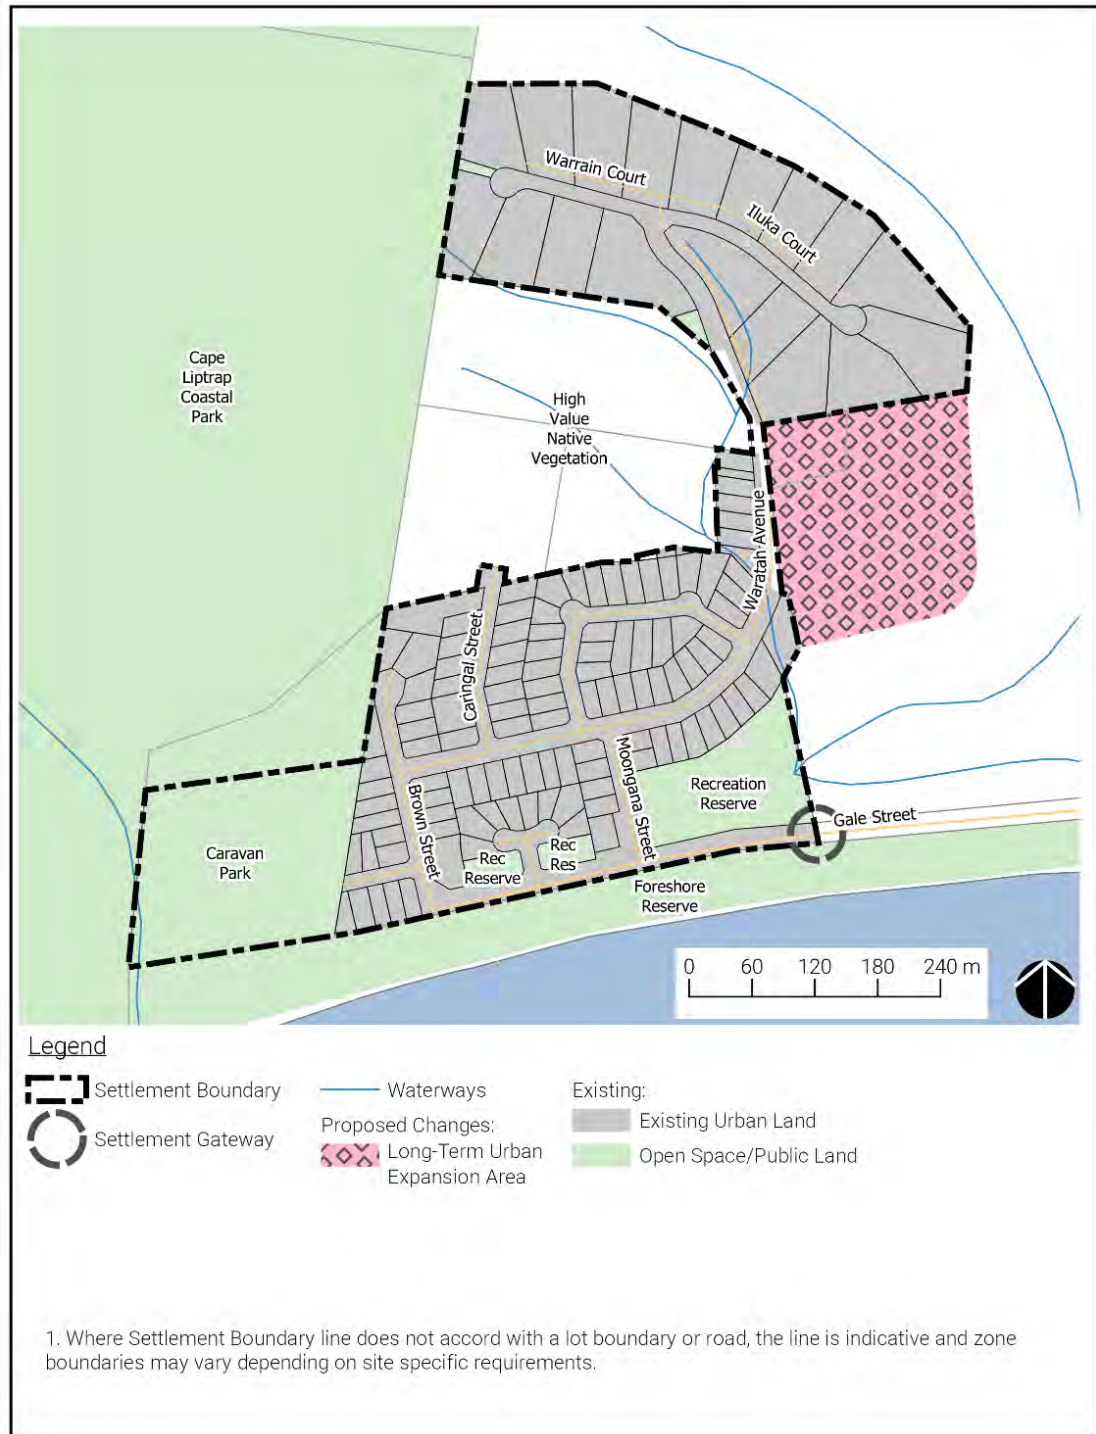 Warrain Court
Iluka Court
Cape
Liptrap
Coastal
Park
High
Value
Native
Vegetation
Waratah Avenue
Caringal Street
Moongana Street
Brown Street
Recreation
Reserve
Gale Street
Caravan
Park
Rec
Reserve
Rec
Res
Foreshore
Reserve
0 60 120 180 240 m
Legend
Settlement Boundary
Settlement Gateway
Waterways
Proposed Changes:
Long-Term Urban
Expansion Area
Existing:
Existing Urban Land
Open Space/Public Land
1. Where Settlement Boundary line does not accord with a lot boundary or road, the line is indicative and zone
boundaries may vary depending on site specific requirements.